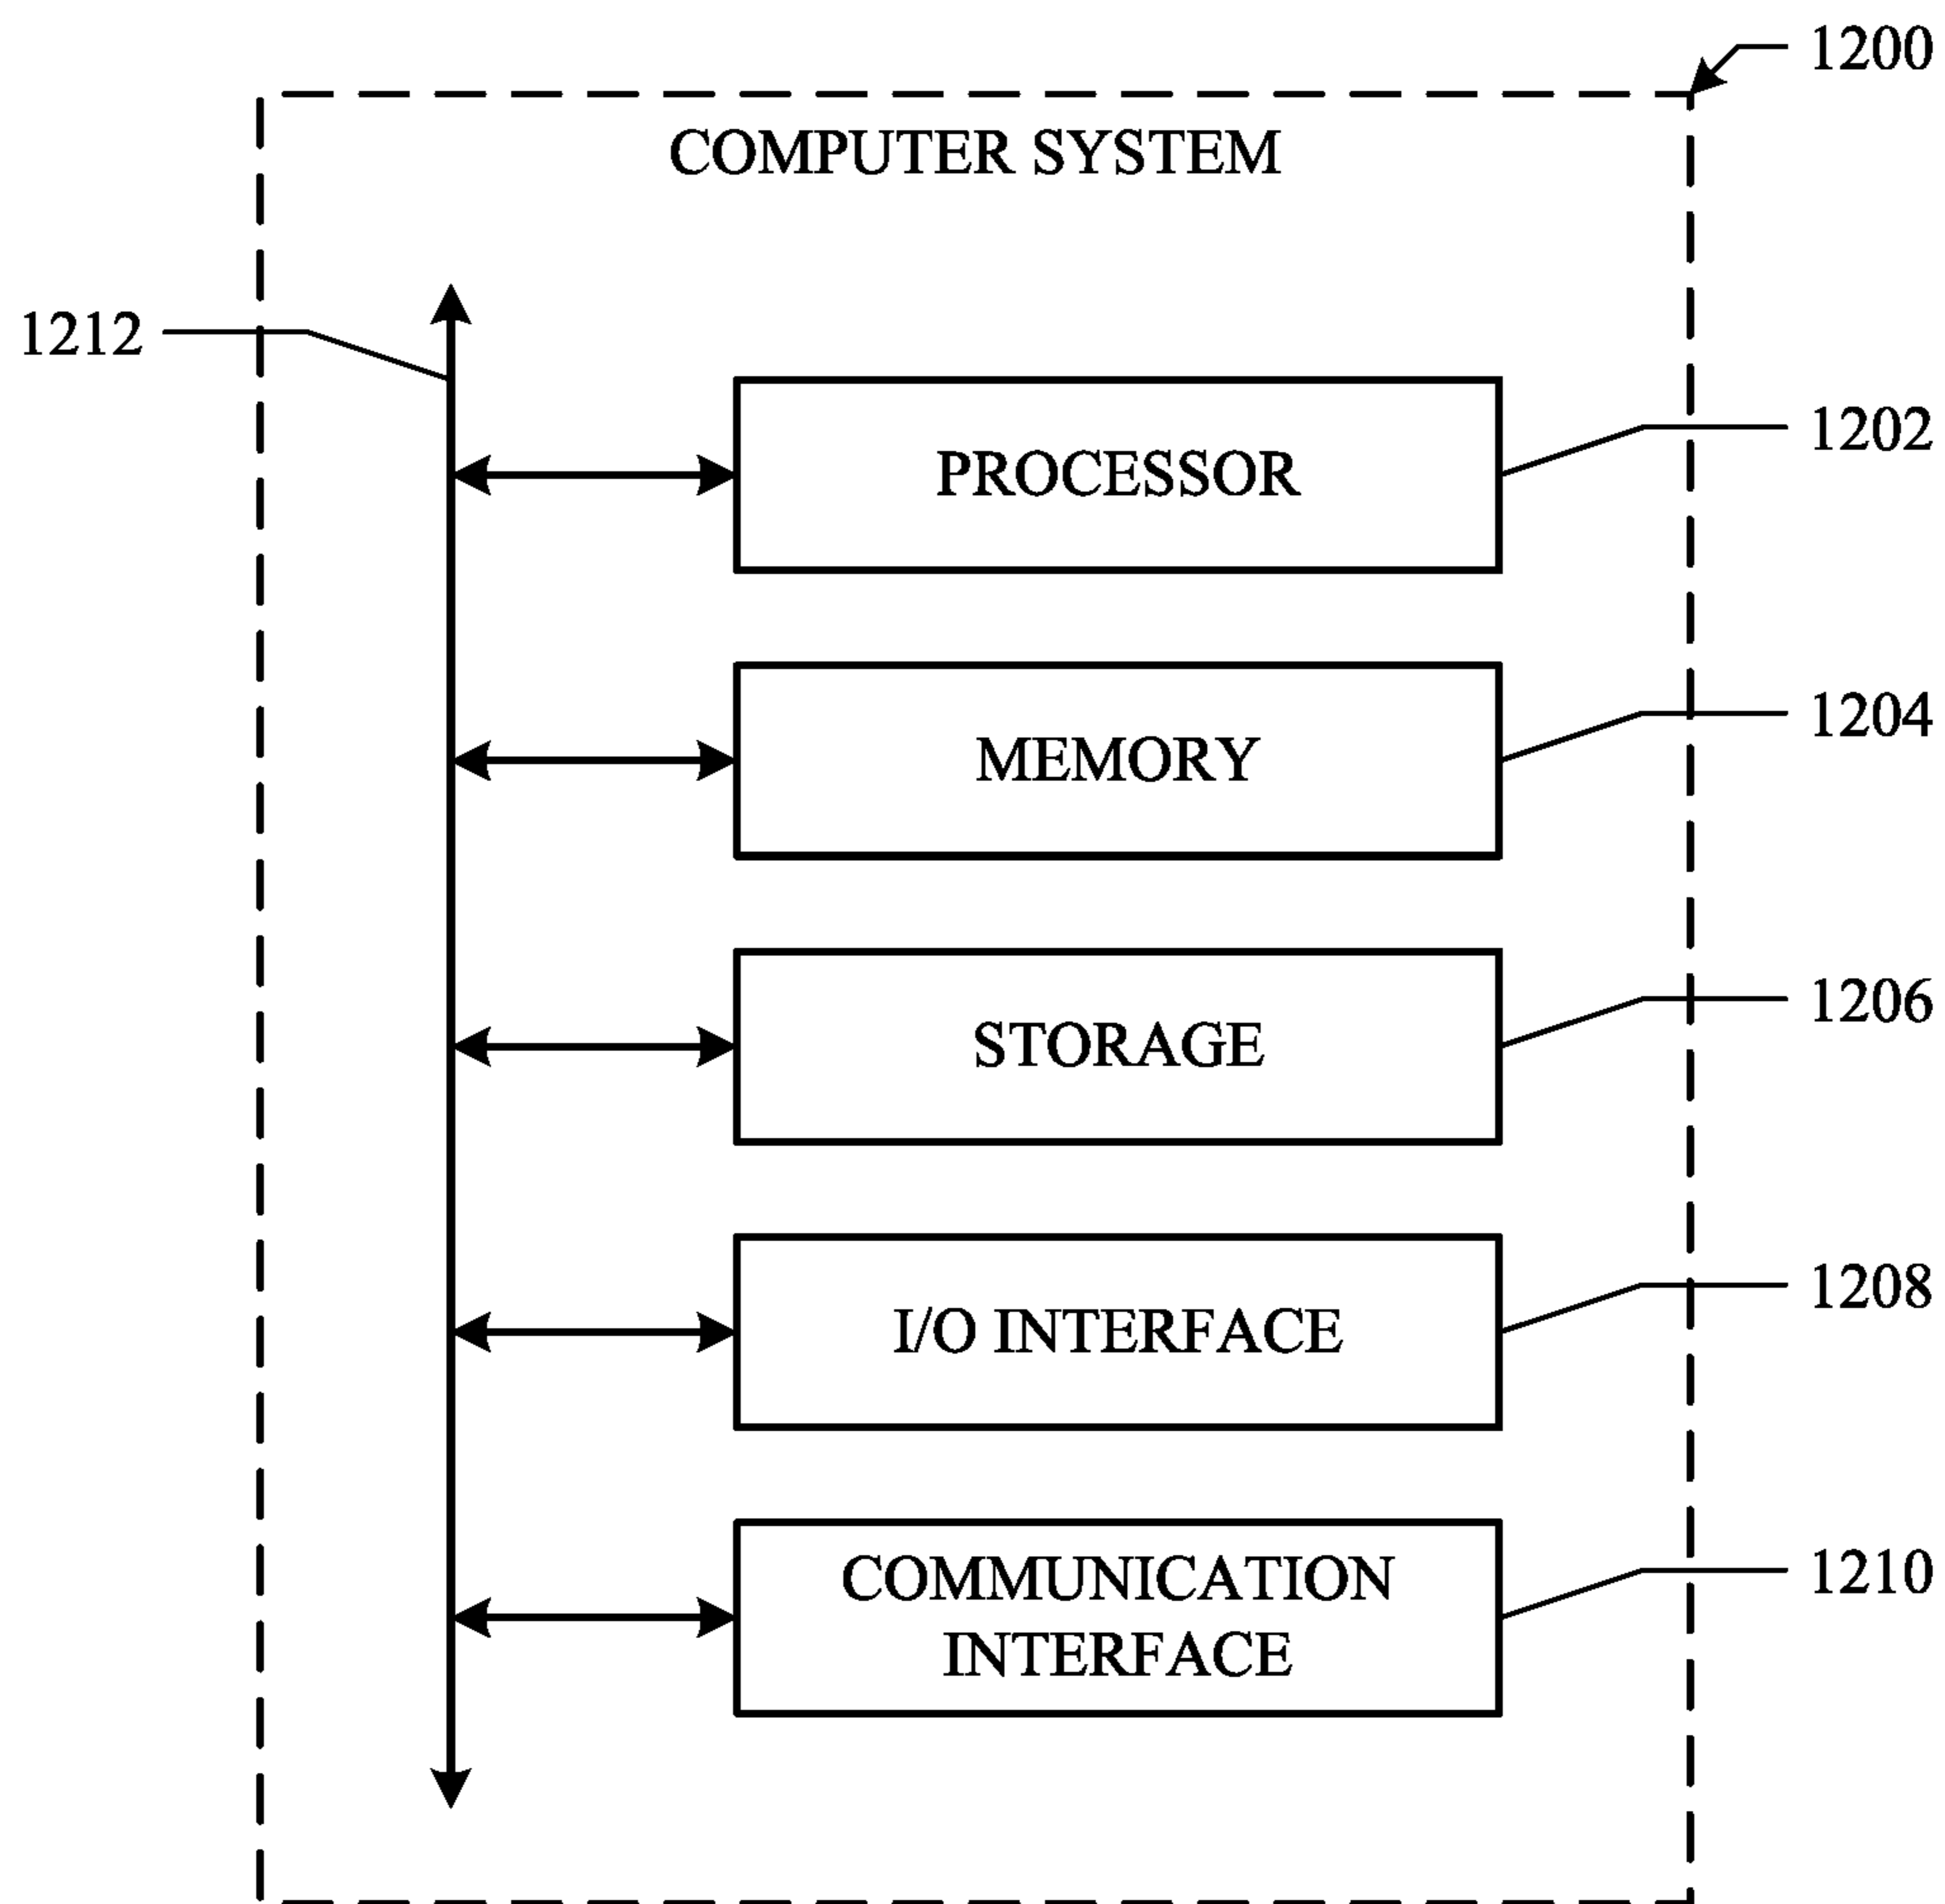 1200
COMPUTER SYSTEM
1212
1202
PROCESSOR
1204
MEMORY
1206
STORAGE
1208
I/O INTERFACE
1210
COMMUNICATION
INTERFACE